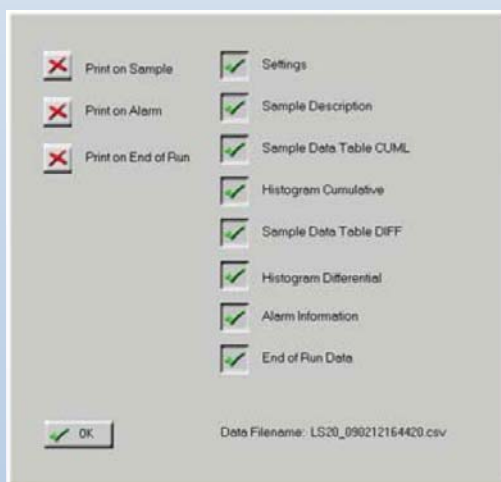 Print on Sample
Print on Alarm
Print on End of Run
Settings
Sample Description
Sample Data Table CUML
Histogram Cumulative
Sample Data Table DIFF
Histogram Differential
Alarm Information
End of Run Data
OK
Data Filename: LS20_090212164420.csv